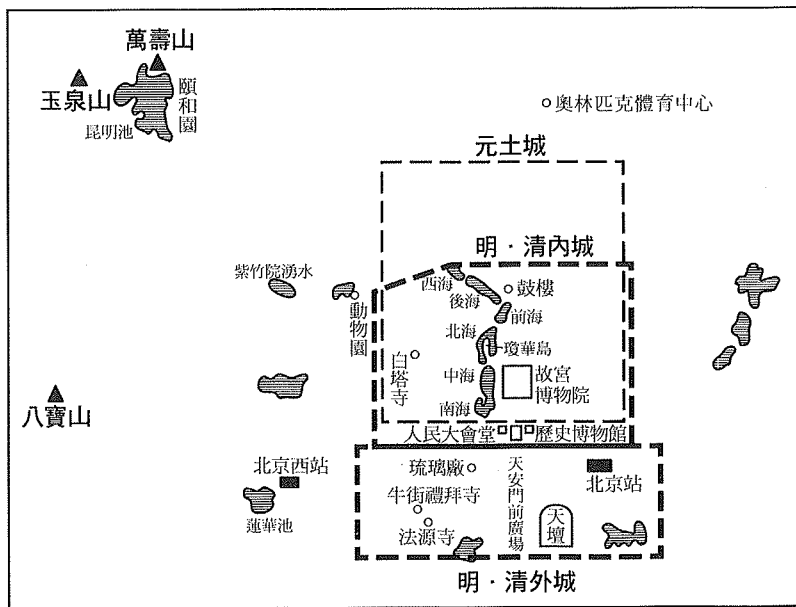 萬壽山
玉泉山
頤和園
昆明池
奧林匹克體育中心
元土城
明・清內城
紫竹院湧水
動物園
西海
後海
鼓樓
前海
北海
瓊華島
白塔寺
中海
故宮
博物院
南海
八寶山
人民大會堂
歷史博物館
北京西站
蓮華池
琉璃廠
牛街禮拜寺
法源寺
天安門前廣場
北京站
天壇
明・清外城